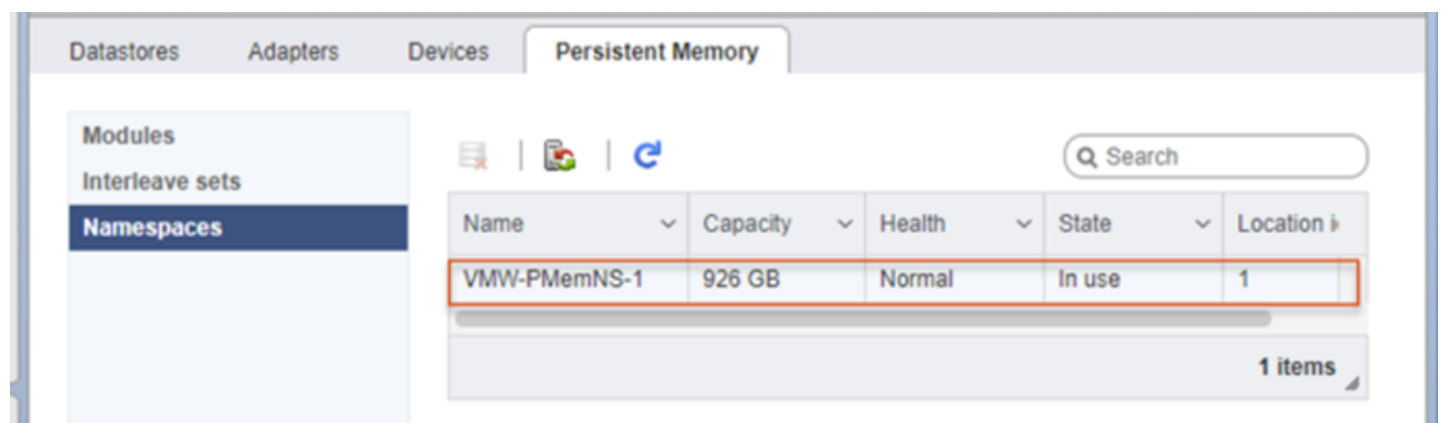 Datastores Adapters Devices Persistent Memory
Modules
Interleave sets
Namespaces
Search
Name Capacity Health State Location
VMW-PMemNS-1 926 GB Normal In use 1
1 items